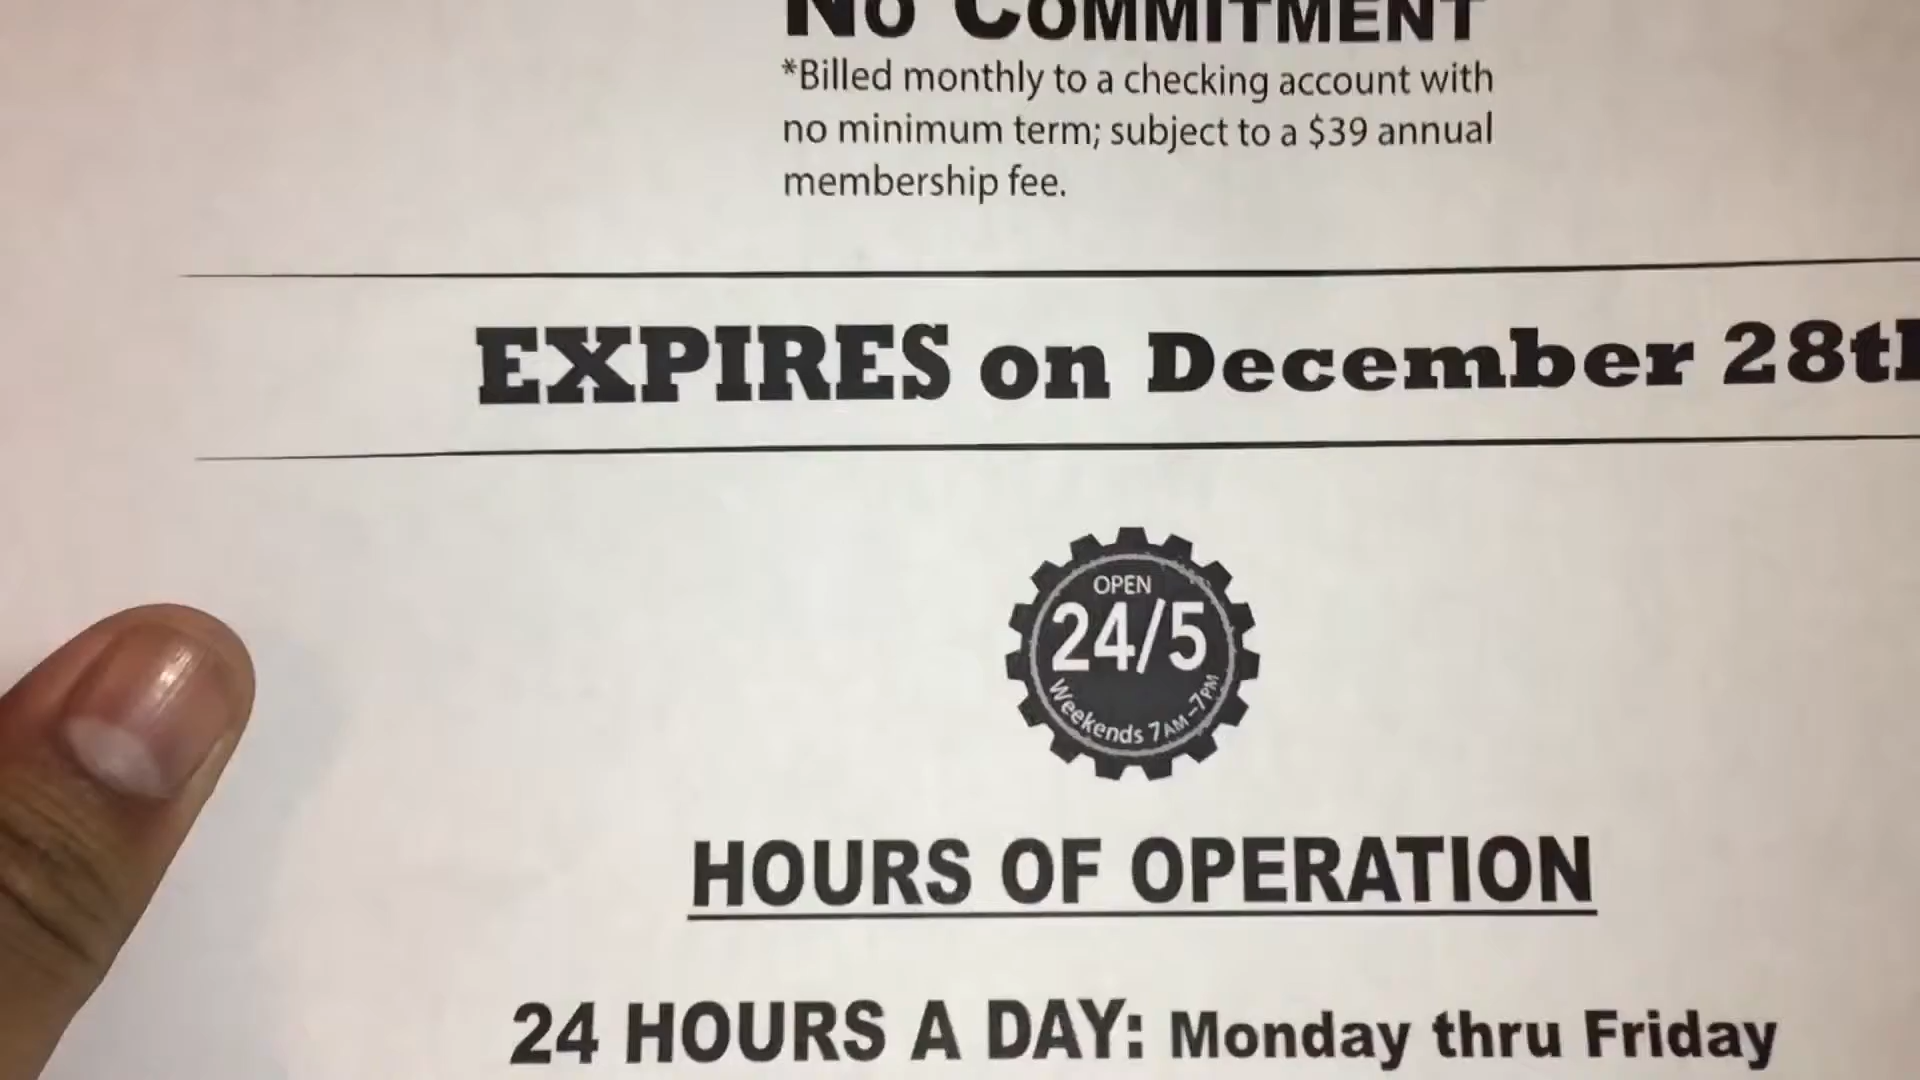 NO COMMITMENT
*Billed monthly to a checking account with
no minimum term; subject to a $39 annual
membership fee.
EXPIRES on December 28th
OPEN
24/5
Weekends 7AM-7PM
HOURS OF OPERATION
24 HOURS A DAY: Monday thru Friday